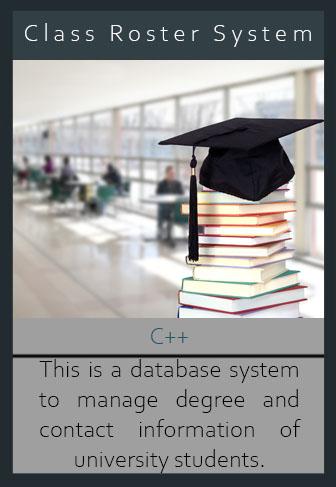 Class Roster System
C++
This is a database system
to manage degree and
contact information of
university students.